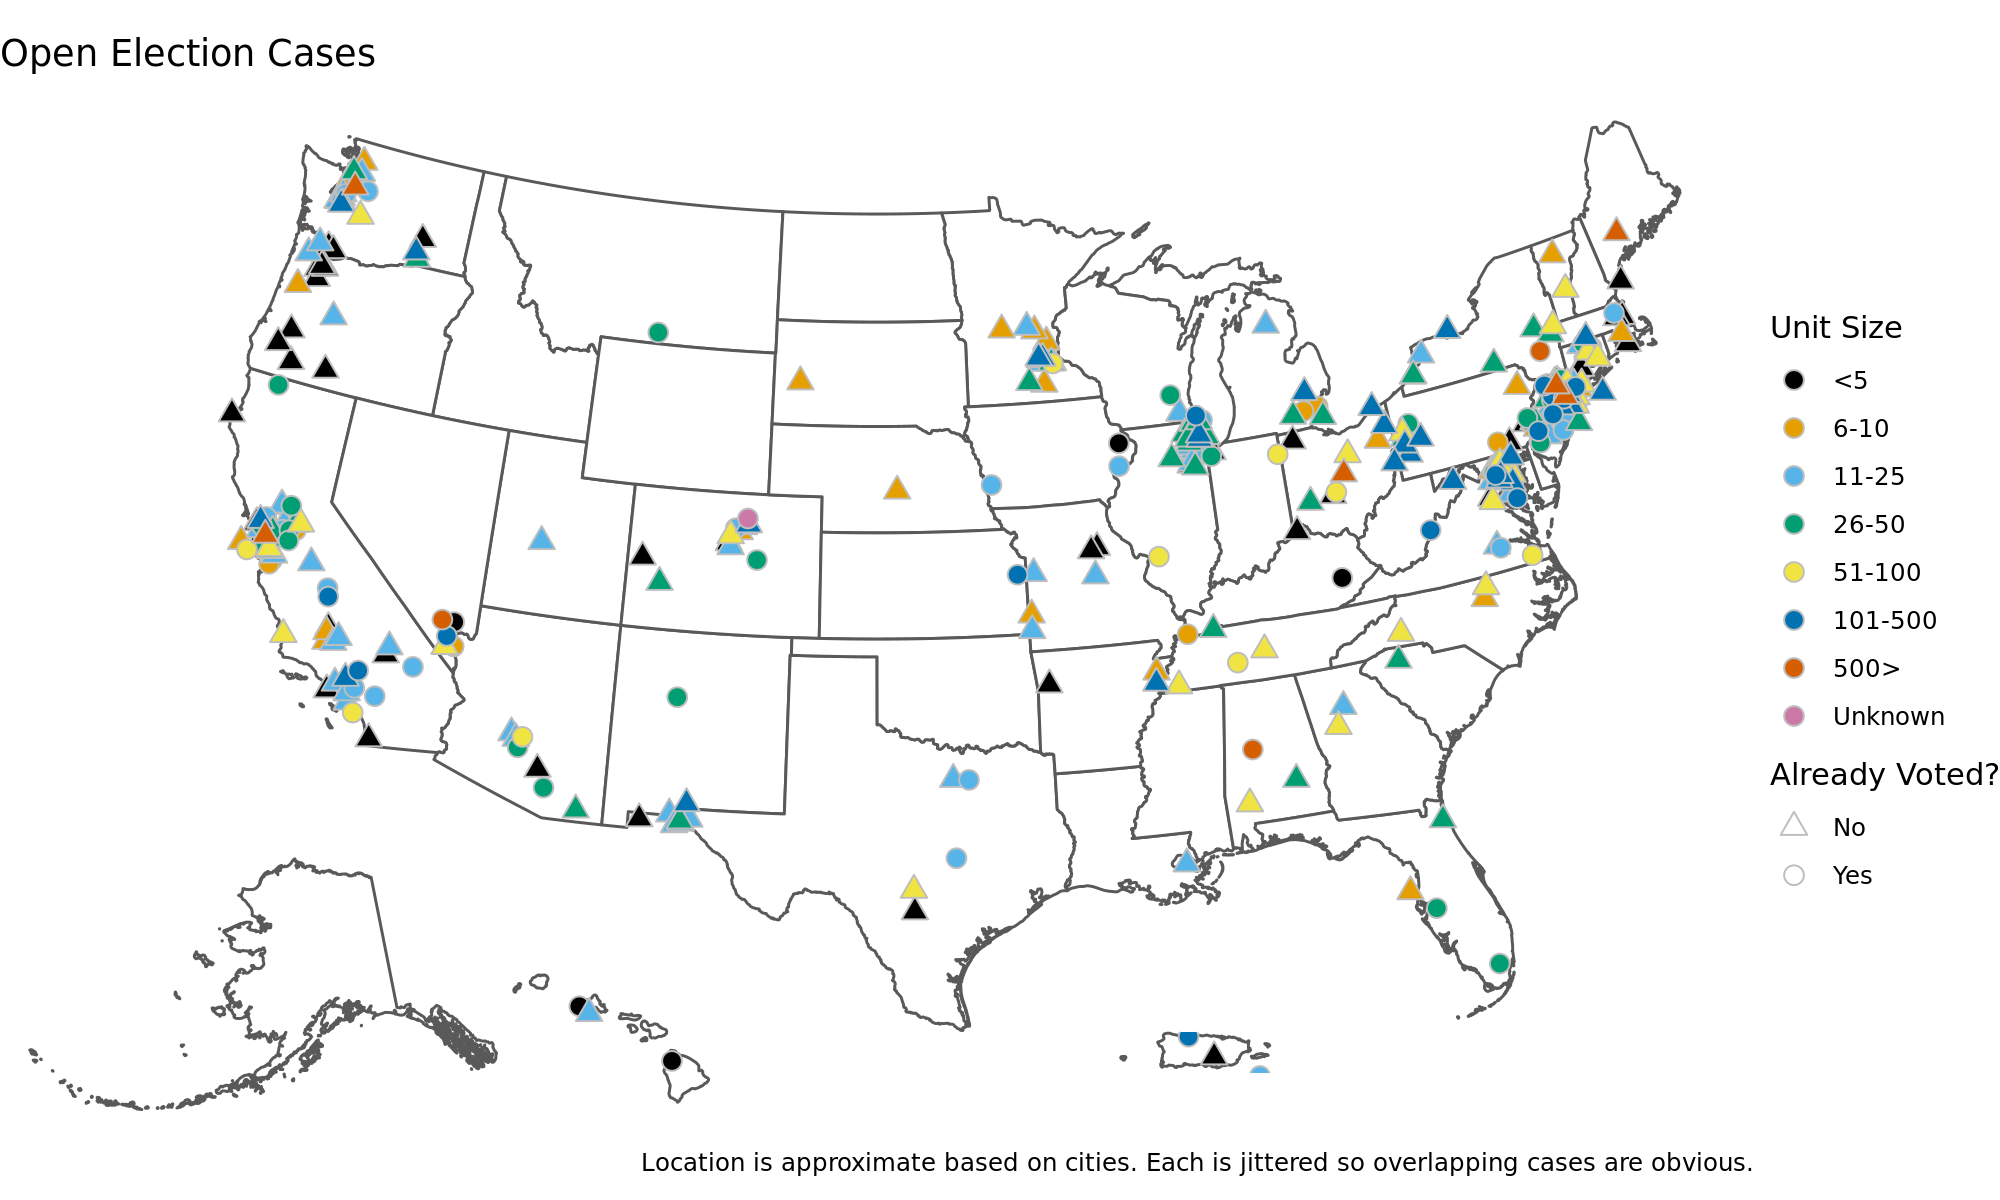 Open Election Cases
Unit Size
<5
6-10
11-25
26-50
51-100
101-500
500>
Unknown
Already Voted?
No
Yes
Location is approximate based on cities. Each is jittered so overlapping cases are obvious.